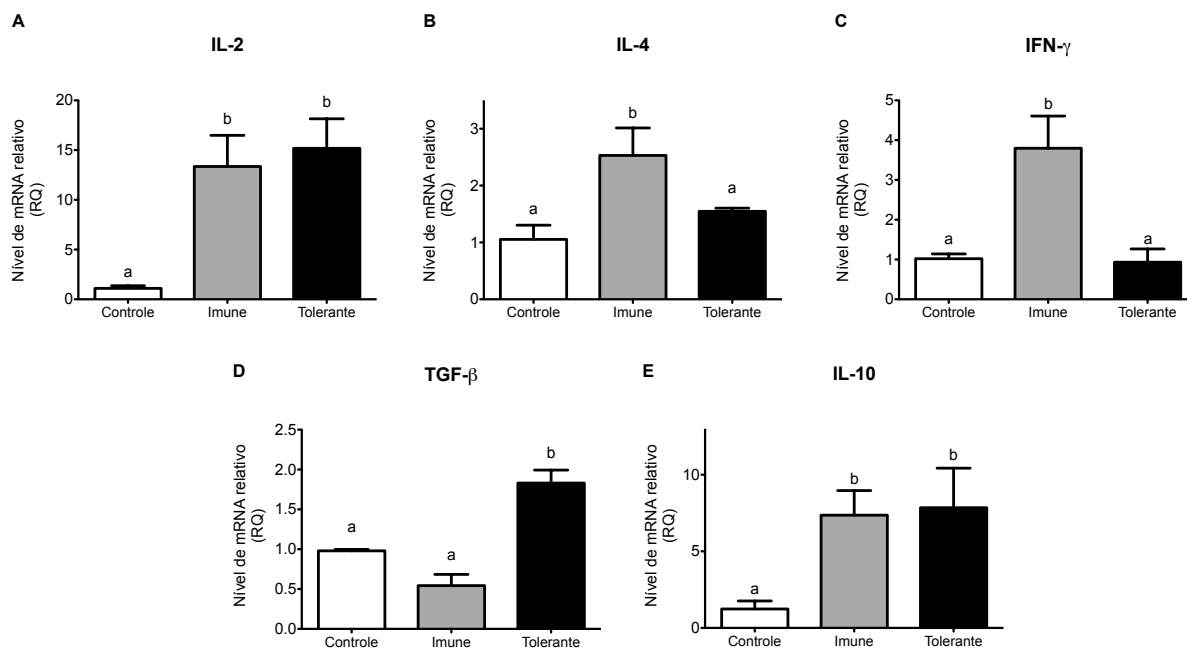 A
IL-2
Nível de mRNA relativo
(RQ)
20
15
10
5
0
a
b
b
Controle
Imune
Tolerante
B
IL-4
Nível de mRNA relativo
(RQ)
3
2
1
0
a
b
a
Controle
Imune
Tolerante
C
IFN-γ
Nível de mRNA relativo
(RQ)
5
4
3
2
1
0
a
b
a
Controle
Imune
Tolerante
D
TGF-β
Nível de mRNA relativo
(RQ)
2.5
2.0
1.5
1.0
0.5
0.0
a
a
b
Controle
Imune
Tolerante
E
IL-10
Nível de mRNA relativo
(RQ)
10
5
0
a
b
b
Controle
Imune
Tolerante